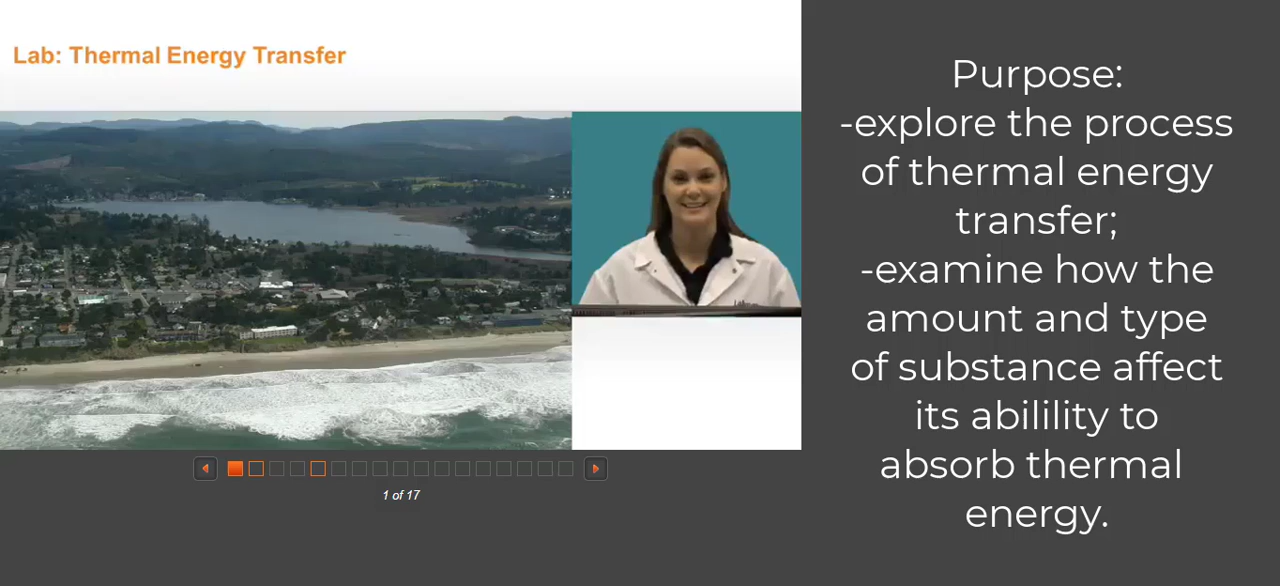 Lab: Thermal Energy Transfer
Purpose:
-explore the process
of thermal energy
transfer;
-examine how the
amount and type
of substance affect
its abilility to
absorb thermal
energy.
1 of 17